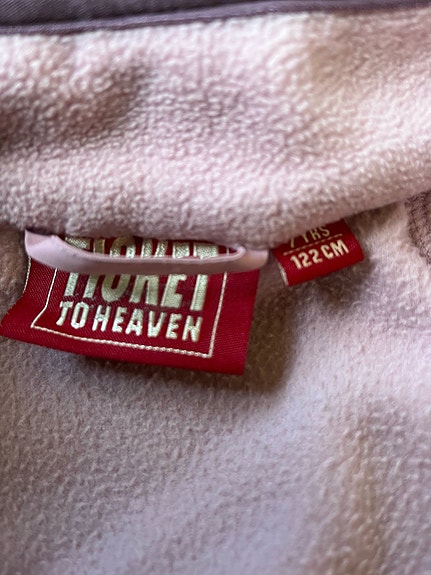 TICKET
TO HEAVEN
7 YRS
122 CM